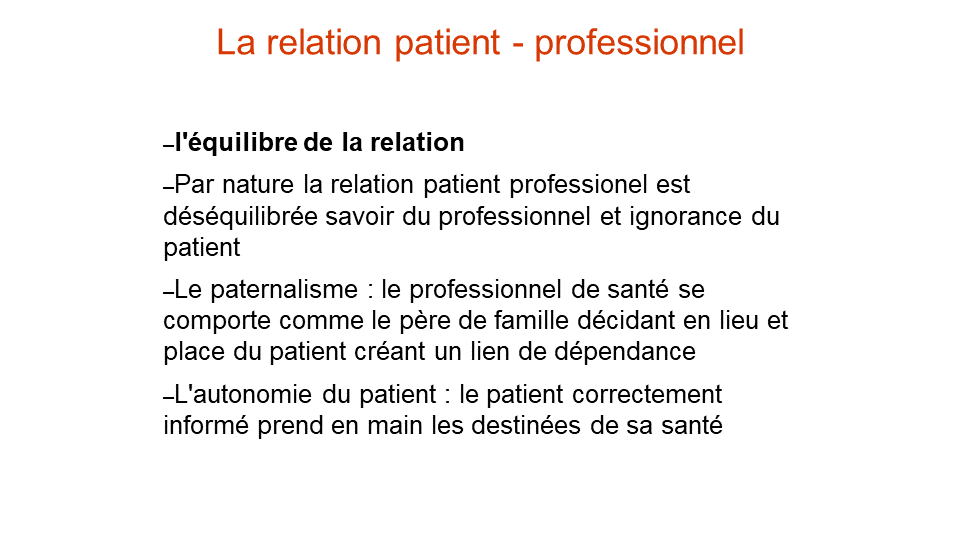 La relation patient - professionnel
–l'équilibre de la relation
–Par nature la relation patient professionel est
déséquilibrée savoir du professionnel et ignorance du
patient
–Le paternalisme : le professionnel de santé se
comporte comme le père de famille décidant en lieu et
place du patient créant un lien de dépendance
–L'autonomie du patient : le patient correctement
informé prend en main les destinées de sa santé